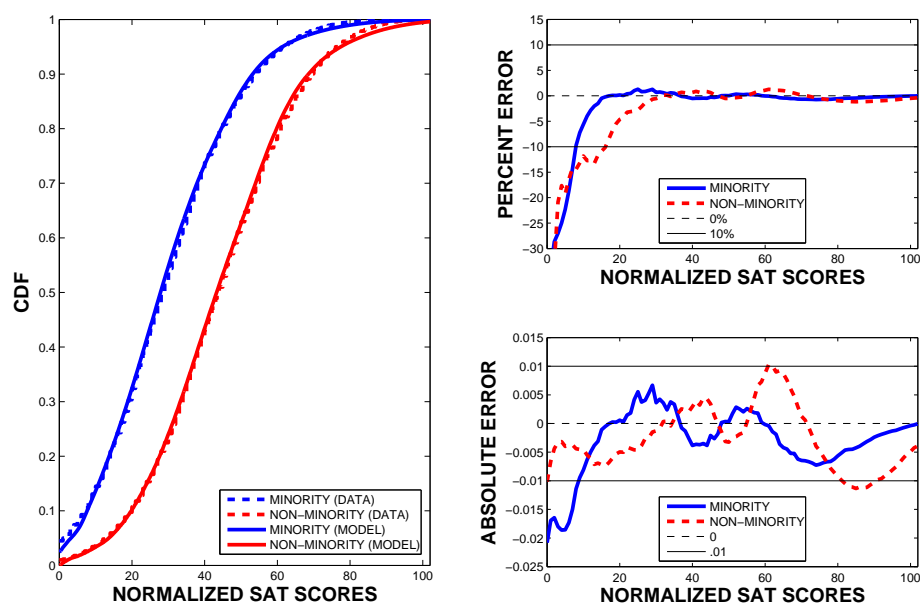 1
0.9
0.8
0.7
0.6
0.5
0.4
0.3
0.2
0.1
0
CDF
MINORITY (DATA)
NON−MINORITY (DATA)
MINORITY (MODEL)
NON−MINORITY (MODEL)
0 20 40 60 80 100
NORMALIZED SAT SCORES
15
10
5
0
−5
−10
−15
−20
−25
−30
PERCENT ERROR
MINORITY
NON−MINORITY
0%
10%
0 20 40 60 80 100
NORMALIZED SAT SCORES
0.015
0.01
0.005
0
−0.005
−0.01
−0.015
−0.02
−0.025
ABSOLUTE ERROR
MINORITY
NON−MINORITY
0
.01
0 20 40 60 80 100
NORMALIZED SAT SCORES